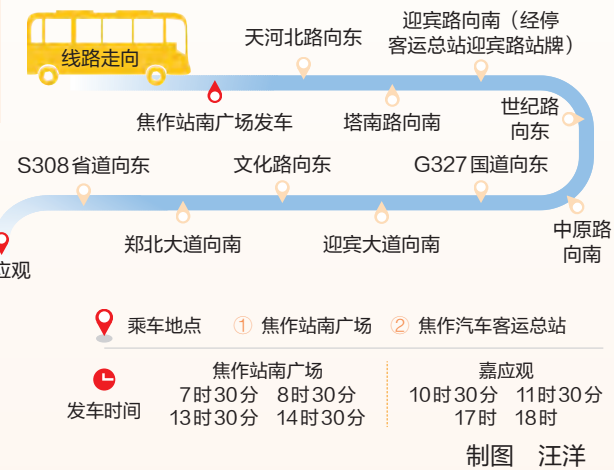 线路走向
天河北路向东
迎宾路向南（经停
客运总站迎宾路站牌）
焦作站南广场发车
塔南路向南
世纪路
向东
S308省道向东
文化路向东
G327国道向东
郑北大道向南
迎宾大道向南
中原路
向南
应观
乘车地点 ① 焦作站南广场 ② 焦作汽车客运总站
发车时间
焦作站南广场
7时30分 8时30分
13时30分 14时30分
嘉应观
10时30分 11时30分
17时 18时
制图 汪洋